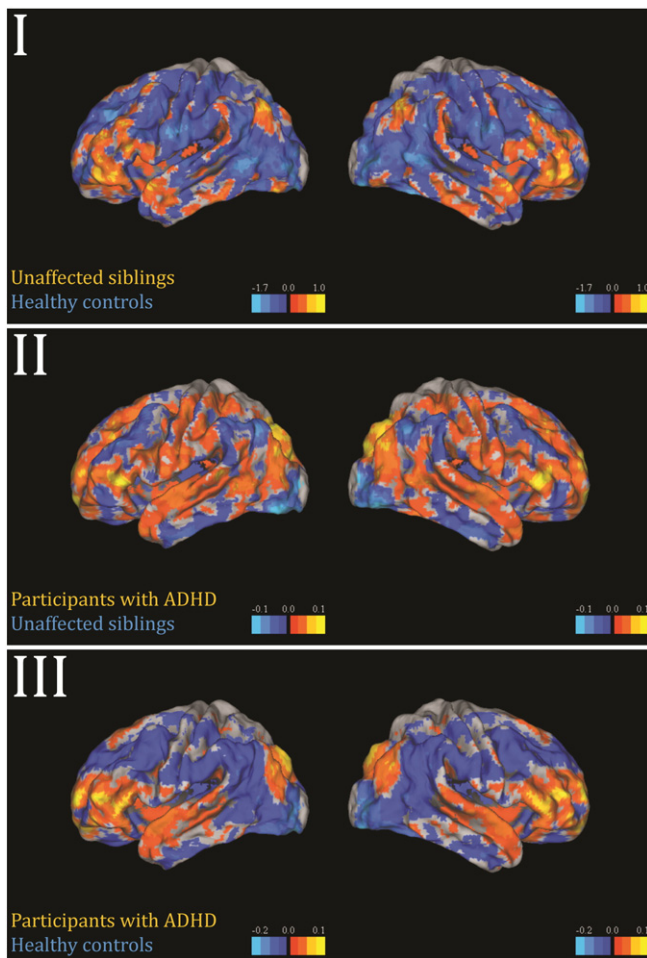 I
Unaffected siblings
Healthy controls
-1.7 0.0 1.0
-1.7 0.0 1.0
II
Participants with ADHD
Unaffected siblings
-0.1 0.0 0.1
-0.1 0.0 0.1
III
Participants with ADHD
Healthy controls
-0.2 0.0 0.1
-0.2 0.0 0.1